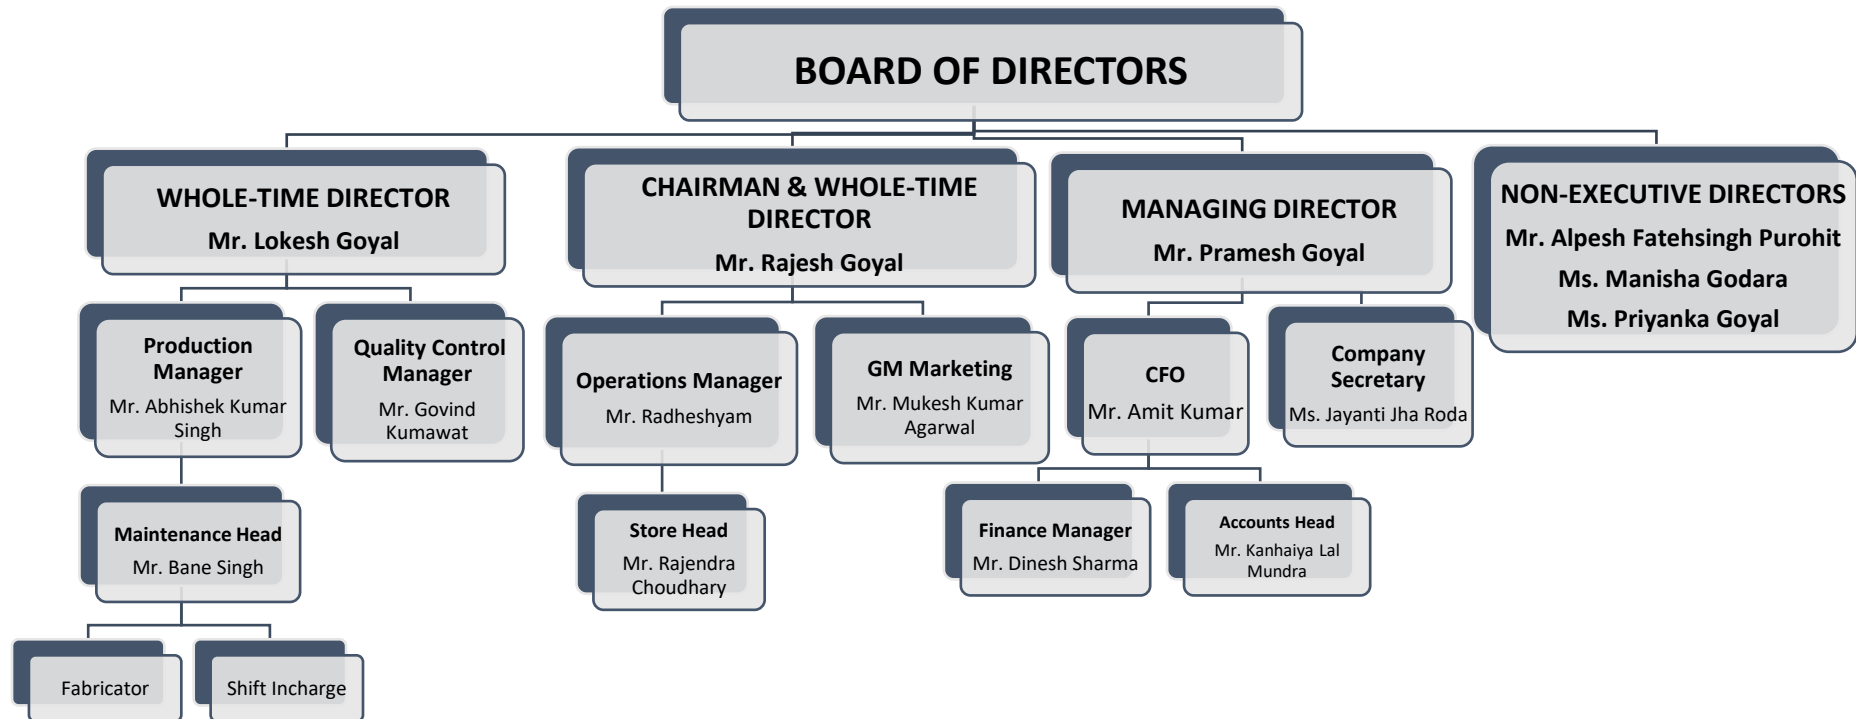 BOARD OF DIRECTORS
WHOLE-TIME DIRECTOR
Mr. Lokesh Goyal
CHAIRMAN & WHOLE-TIME
DIRECTOR
Mr. Rajesh Goyal
MANAGING DIRECTOR
Mr. Pramesh Goyal
NON-EXECUTIVE DIRECTORS
Mr. Alpesh Fatehsingh Purohit
Ms. Manisha Godara
Ms. Priyanka Goyal
Production
Manager
Mr. Abhishek Kumar
Singh
Quality Control
Manager
Mr. Govind
Kumawat
Operations Manager
Mr. Radheshyam
GM Marketing
Mr. Mukesh Kumar
Agarwal
CFO
Mr. Amit Kumar
Company
Secretary
Ms. Jayanti Jha Roda
Maintenance Head
Mr. Bane Singh
Store Head
Mr. Rajendra
Choudhary
Finance Manager
Mr. Dinesh Sharma
Accounts Head
Mr. Kanhaiya Lal
Mundra
Fabricator
Shift Incharge